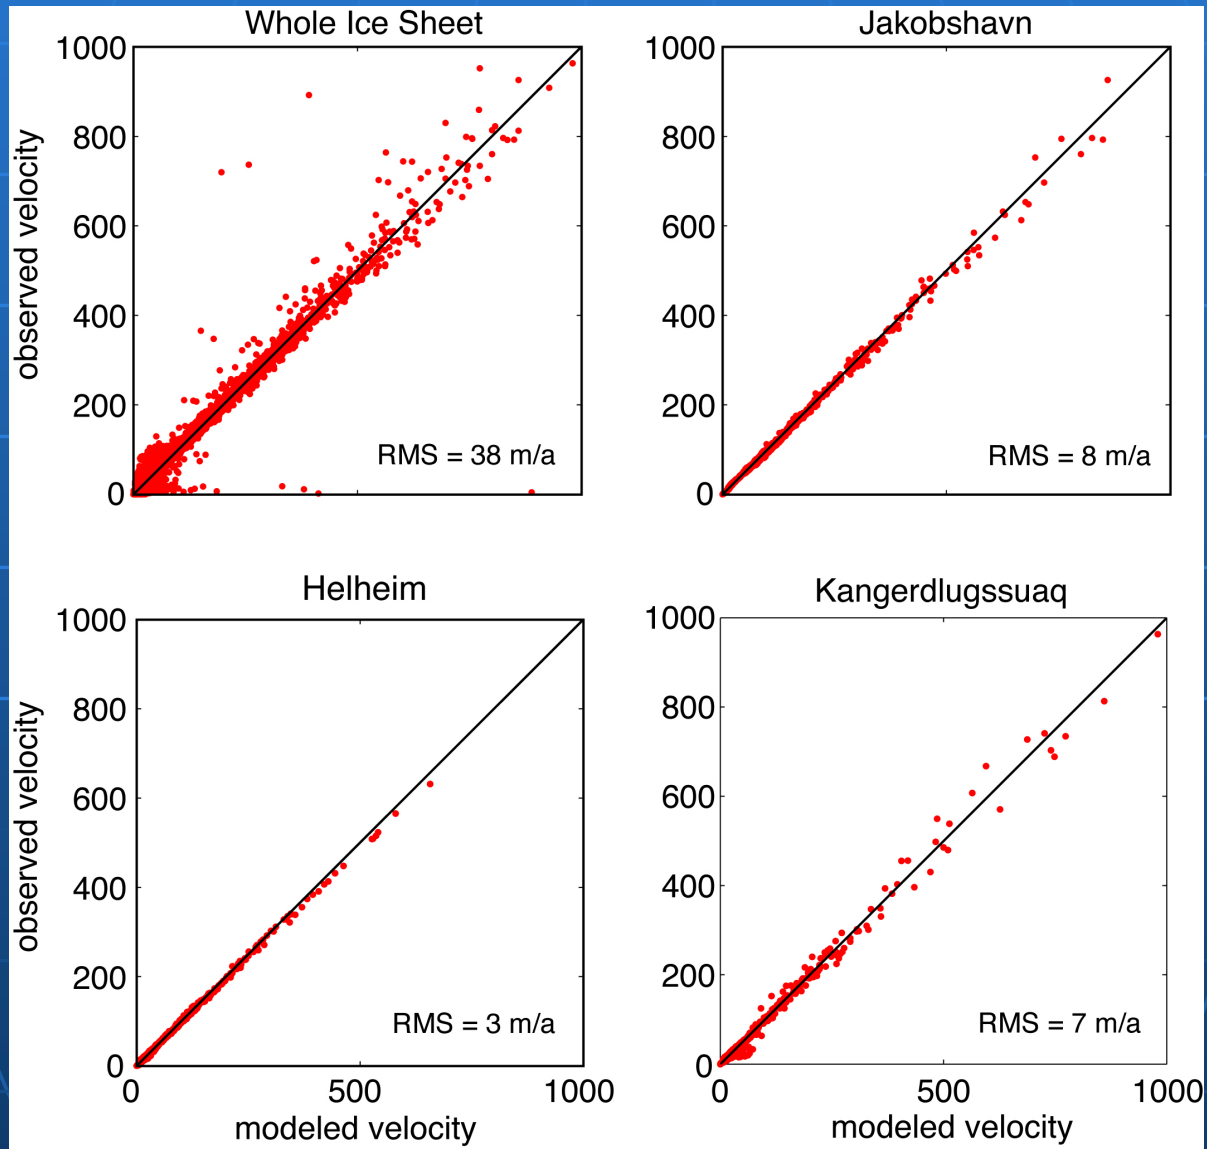 Whole Ice Sheet
1000
800
600
400
200
0
observed velocity
RMS = 38 m/a
Jakobshavn
1000
800
600
400
200
0
RMS = 8 m/a
Helheim
1000
800
600
400
200
0
observed velocity
RMS = 3 m/a
0 500 1000
modeled velocity
Kangerdlugssuaq
1000
800
600
400
200
0
RMS = 7 m/a
0 500 1000
modeled velocity